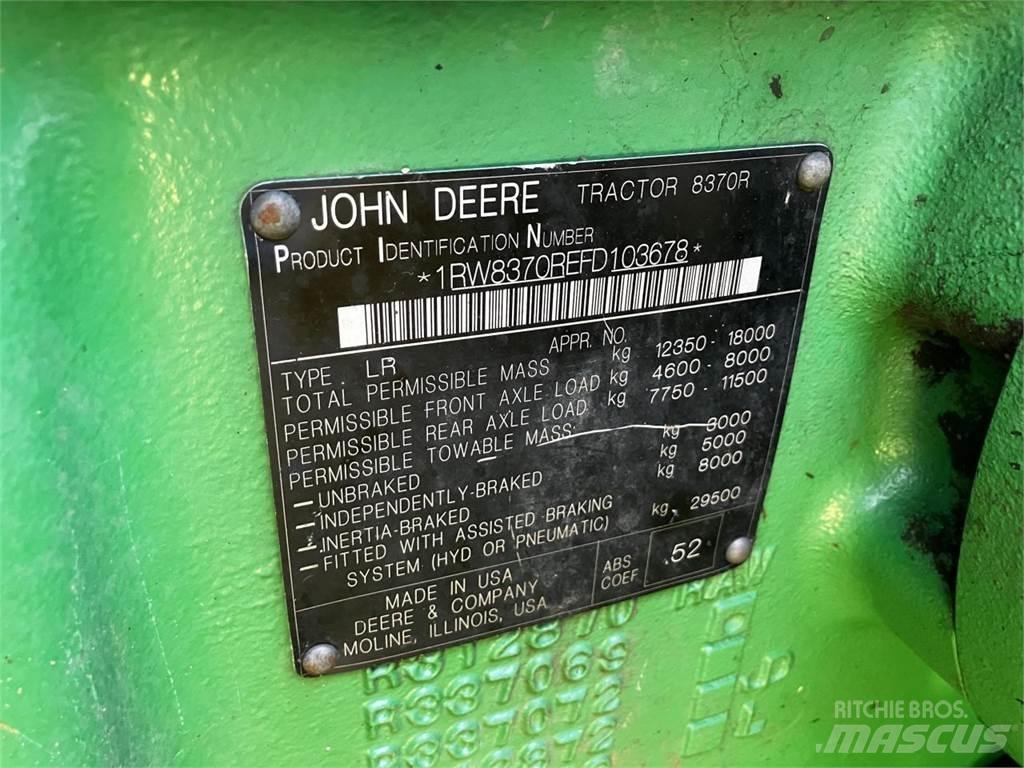 JOHN DEERE TRACTOR 8370R
PRODUCT IDENTIFICATION NUMBER
*1RW8370REFD103678*
TYPE LR APPR. NO.
TOTAL PERMISSIBLE MASS kg 12350 - 18000
PERMISSIBLE FRONT AXLE LOAD kg 4600 - 8000
PERMISSIBLE REAR AXLE LOAD kg 7750 - 11500
PERMISSIBLE TOWABLE MASS:
- UNBRAKED kg 3000
- INDEPENDENTLY-BRAKED kg 5000
- INERTIA-BRAKED kg 8000
- FITTED WITH ASSISTED BRAKING
SYSTEM (HYD OR PNEUMATIC) kg 29500
MADE IN USA
DEERE & COMPANY
MOLINE, ILLINOIS, USA
ABS
COEF
.52
R512870 RAW
R337069
R337072
RITCHIE BROS.
MASCUS